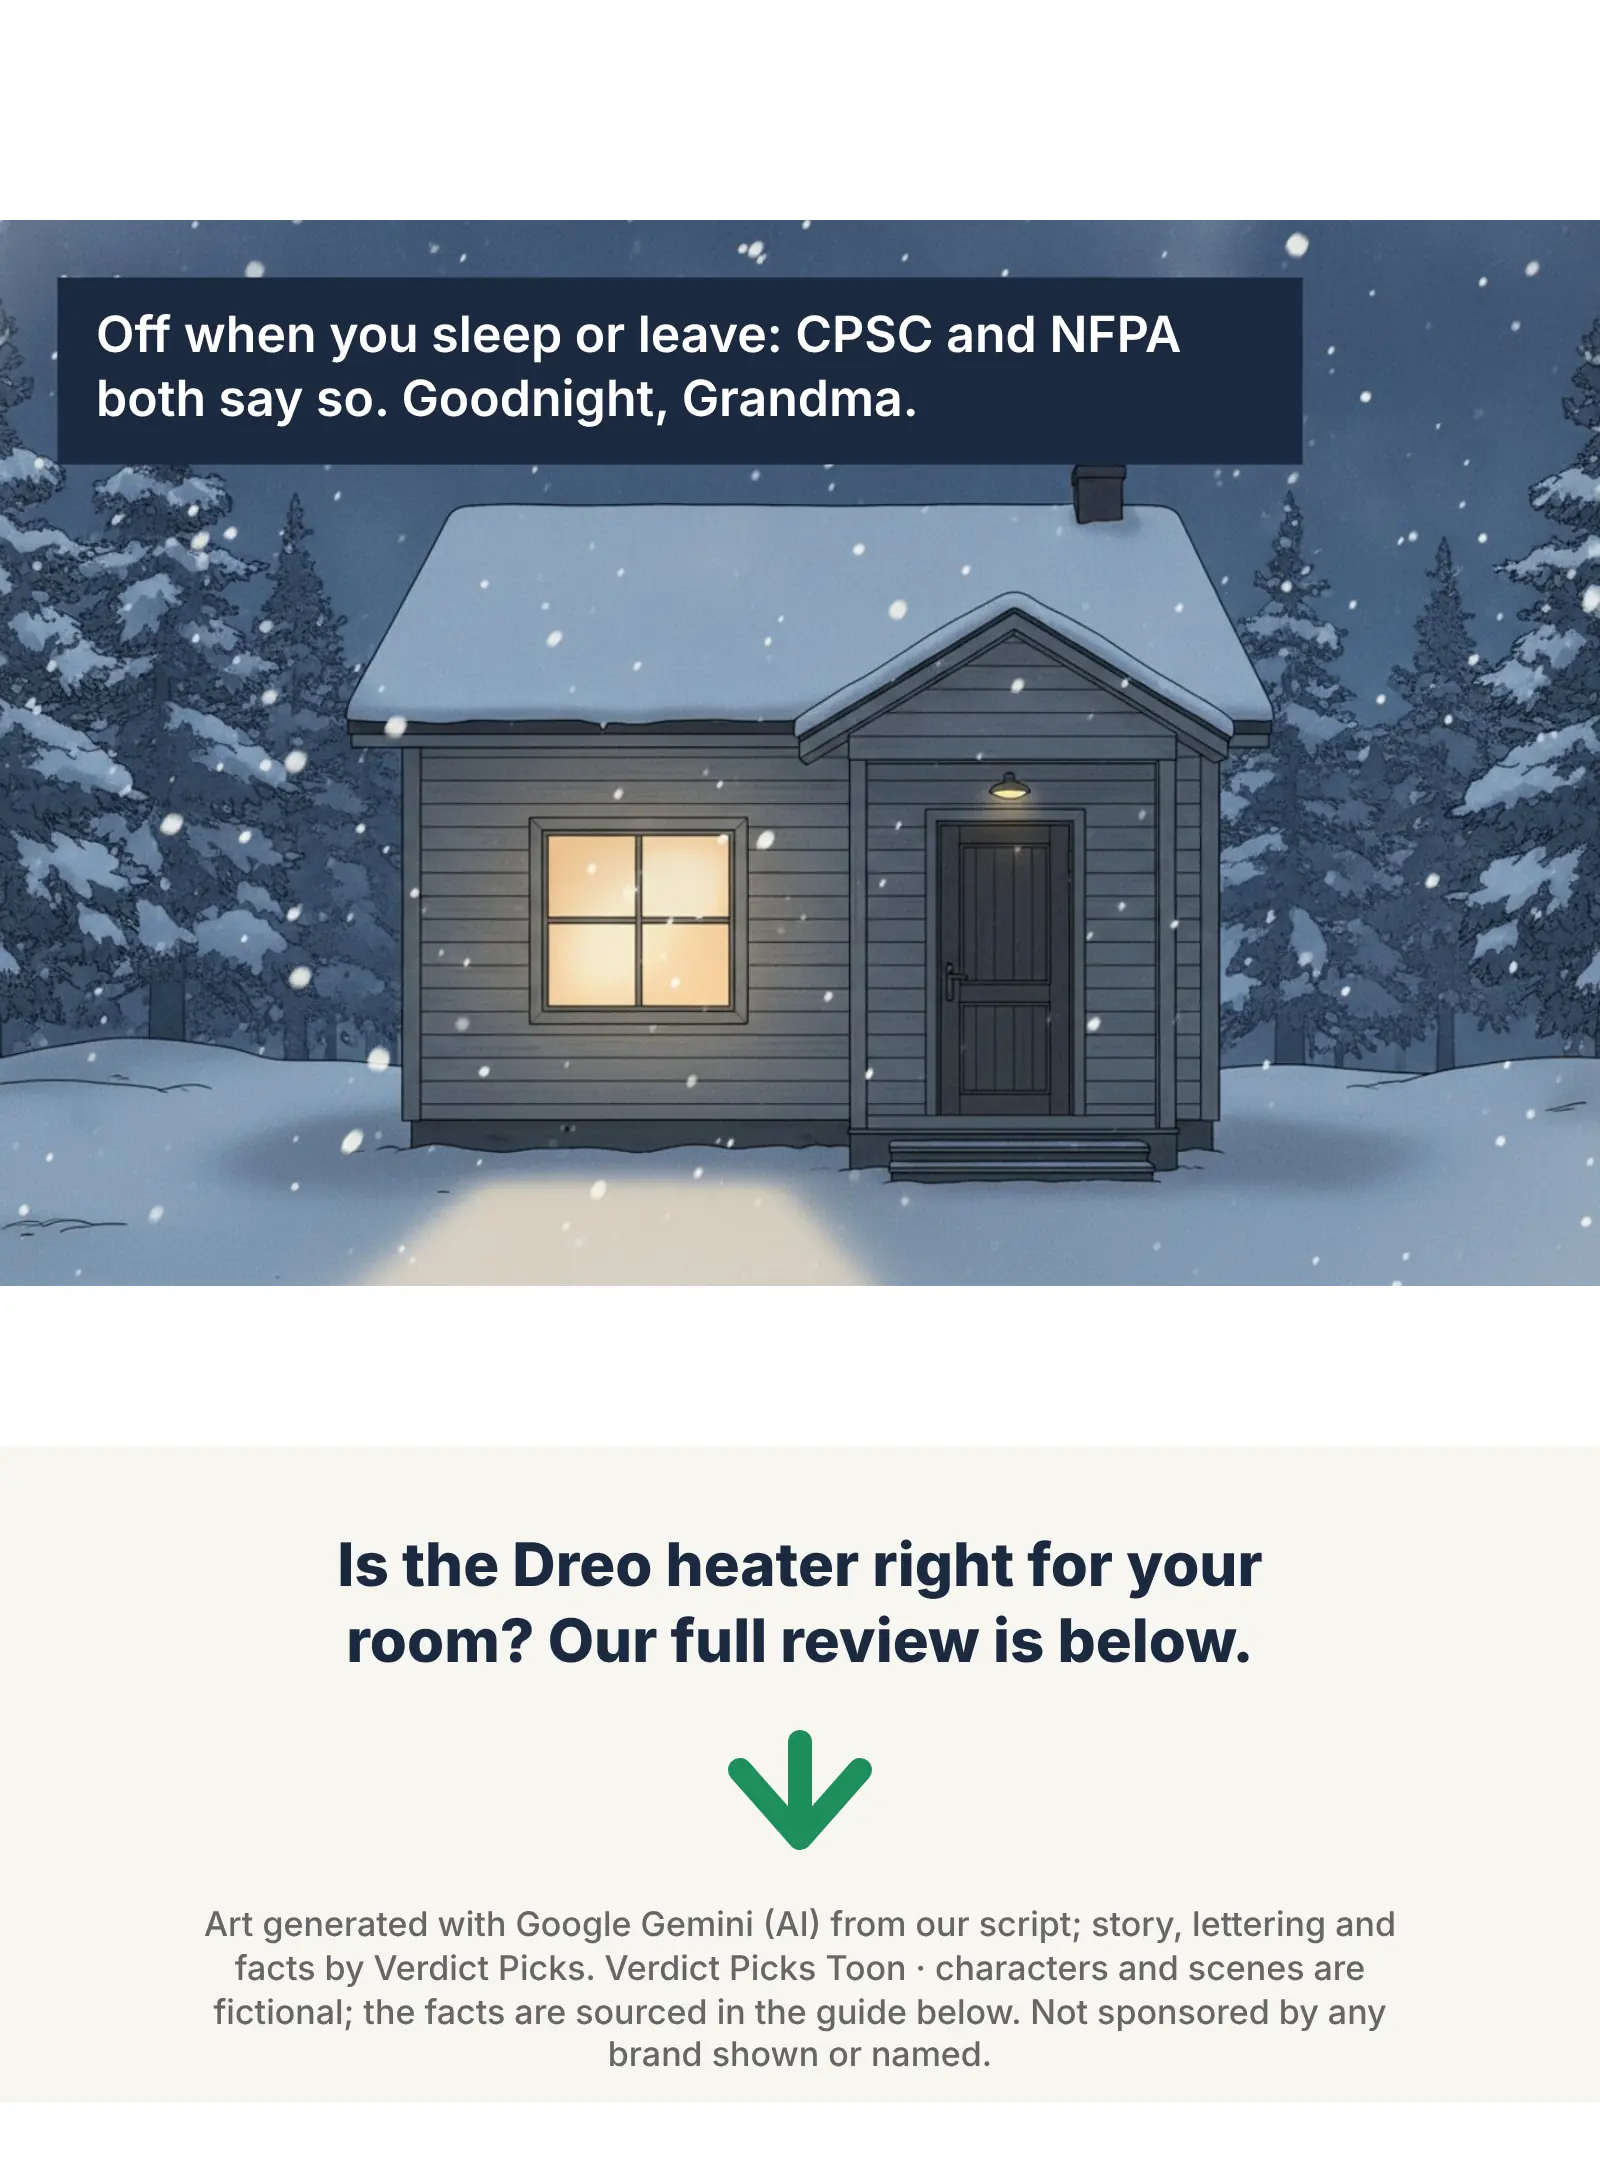 Off when you sleep or leave: CPSC and NFPA
both say so. Goodnight, Grandma.
Is the Dreo heater right for your
room? Our full review is below.
Art generated with Google Gemini (AI) from our script; story, lettering and
facts by Verdict Picks. Verdict Picks Toon · characters and scenes are
fictional; the facts are sourced in the guide below. Not sponsored by any
brand shown or named.